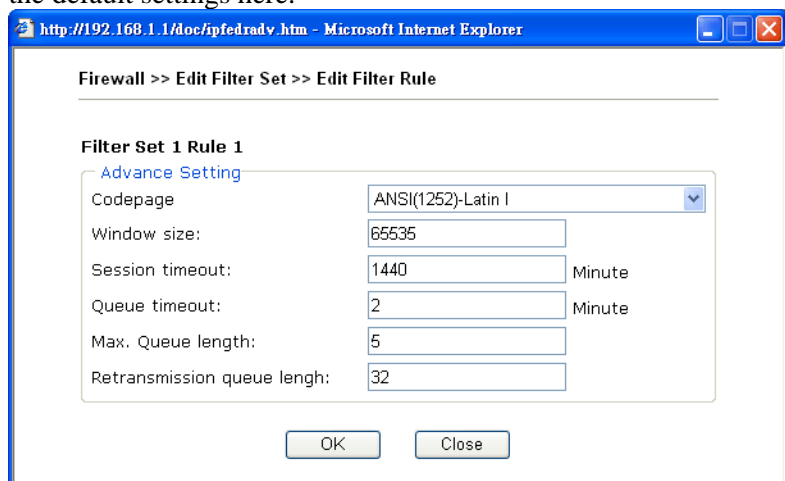 the default settings here.
http://192.168.1.1/doc/ipfedradv.htm - Microsoft Internet Explorer
Firewall >> Edit Filter Set >> Edit Filter Rule
Filter Set 1 Rule 1
Advance Setting
Codepage ANSI(1252)-Latin I
Window size: 65535
Session timeout: 1440 Minute
Queue timeout: 2 Minute
Max. Queue length: 5
Retransmission queue lengh: 32
OK Close